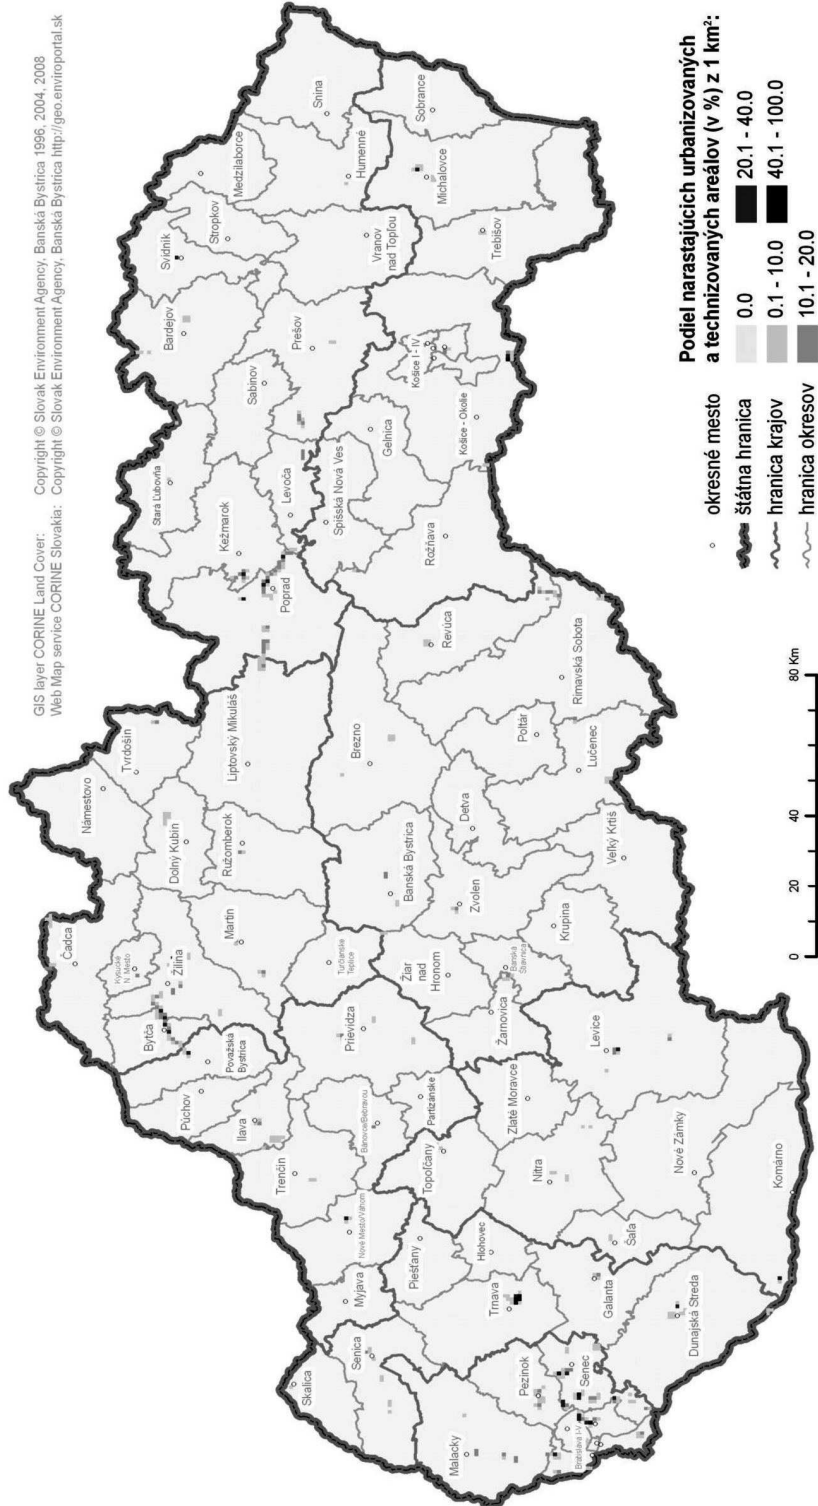 GIS layer CORINE Land Cover: Copyright © Slovak Environment Agency, Banská Bystrica 1996, 2004, 2008
Web Map service CORINE Slovakia: Copyright © Slovak Environment Agency, Banská Bystrica http://geo.enviroportal.sk
Námestovo
Čadca
Tvrdošín
Kysucké
N. Mesto
Dolný Kubín
Bytča
Žilina
Stará Ľubovňa
Bardejov
Svidník
Stropkov
Medzilaborce
Snina
Púchov
Považská
Bystrica
Martin
Ružomberok
Liptovský Mikuláš
Kežmarok
Poprad
Levoča
Sabinov
Prešov
Vranov
nad Topľou
Humenné
Ilava
Trenčín
Skalica
Myjava
Senica
Nové Mesto/Váhom
Bánovce/Bebravou
Prievidza
Turčianske
Teplice
Partizánske
Topoľčany
Banská Bystrica
Brezno
Spišská Nová Ves
Gelnica
Košice I - IV
Košice - Okolie
Michalovce
Sobrance
Trebišov
Rožňava
Revúca
Žiar
nad
Hronom
Žarnovica
Banská
Štiavnica
Zvolen
Detva
Poltár
Rimavská Sobota
Lučenec
Veľký Krtíš
Krupina
Malacky
Pezinok
Senec
Bratislava I-V
Trnava
Piešťany
Hlohovec
Galanta
Dunajská Streda
Šaľa
Nitra
Zlaté Moravce
Levice
Nové Zámky
Komárno
0 20 40 80 Km
okresné mesto
štátna hranica
hranica krajov
hranica okresov
Podiel narastajúcich urbanizovaných
a technizovaných areálov (v %) z 1 km²:
0.0
0.1 - 10.0
10.1 - 20.0
20.1 - 40.0
40.1 - 100.0